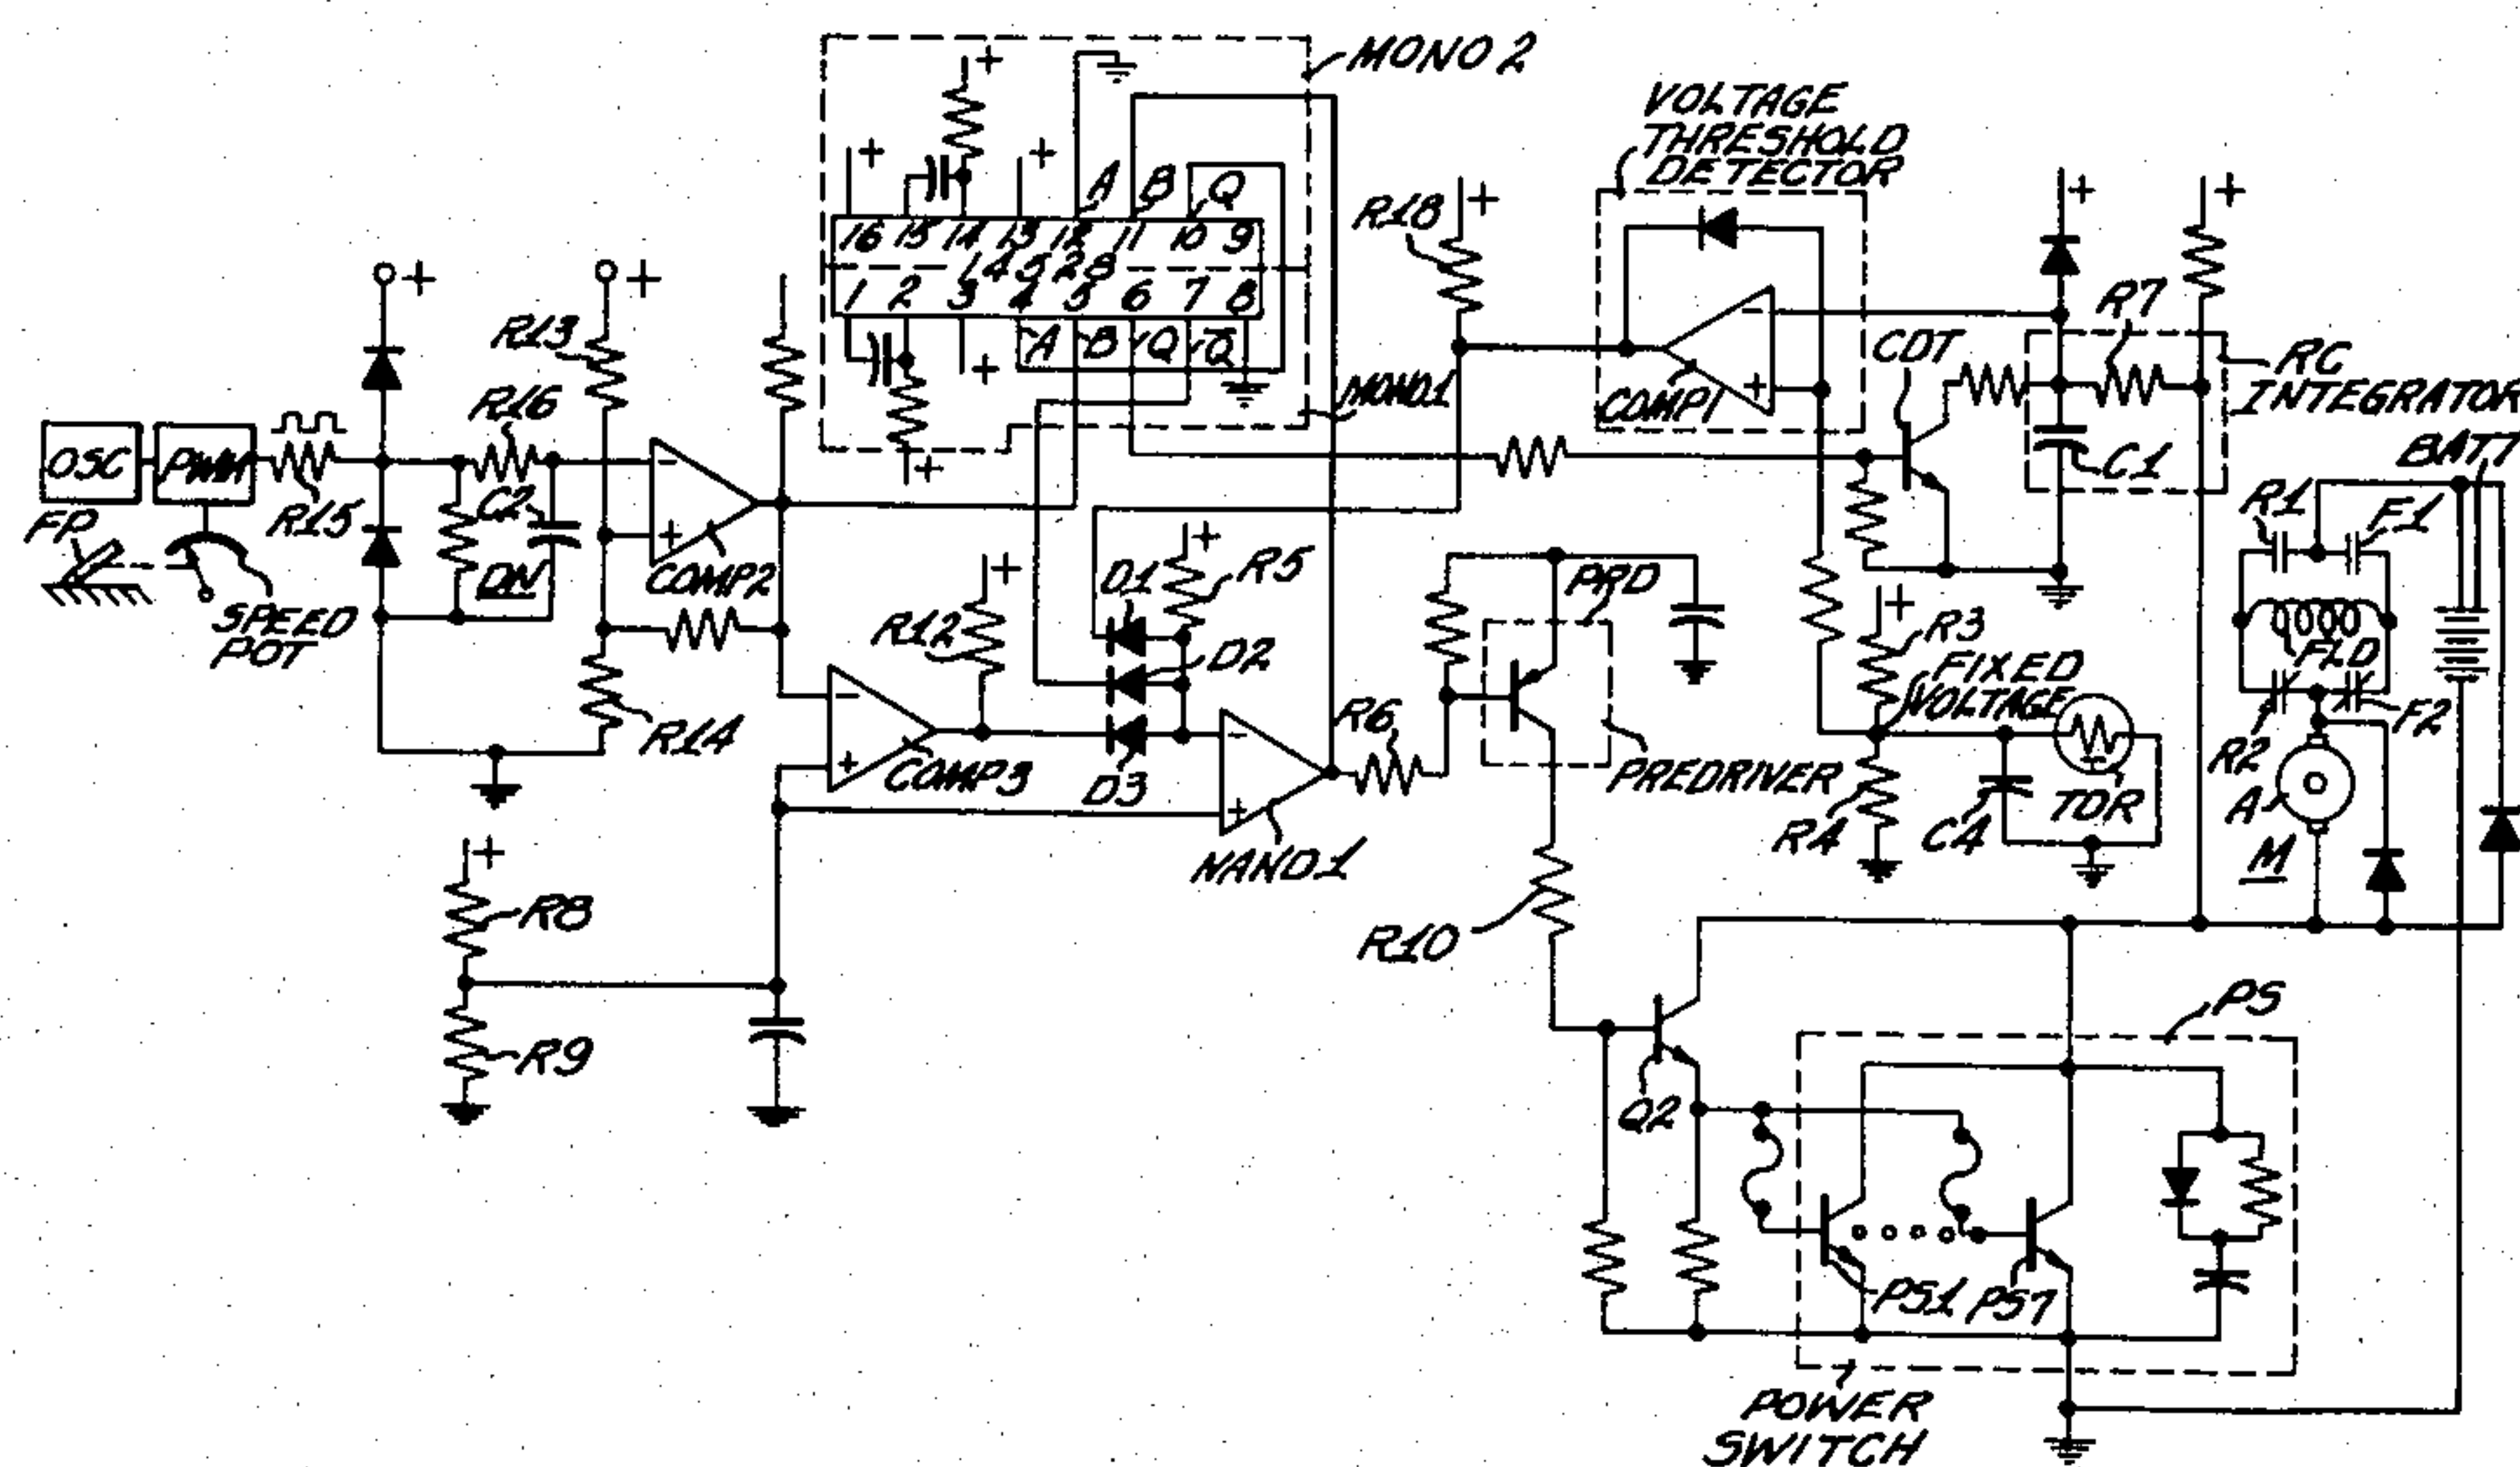 MONO 2
VOLTAGE
THRESHOLD
DETECTOR
+
+
+
A B Q
16 15 14 13 12 11 10 9
14528
1 2 3 4 5 6 7 8
A B Q Q̅
+
+
MONO1
R18 +
+
+
+
+
R13
R16
OSC
PWM
R15
FP
SPEED
POT
C2
DN
-
+
COMP2
R14
-
+
COMP1
CDT
R7
RC
INTEGRATOR
C1
BATT
R1
F1
FLD
R2
F2
A
M
D1
+
R5
R12
+
D2
D3
-
+
COMP3
-
+
NAND1
R6
PRD
PREDRIVER
+
R3
FIXED
VOLTAGE
R4
C4
TDR
+
R8
R9
R10
Q2
PS
PS1
PS7
POWER
SWITCH